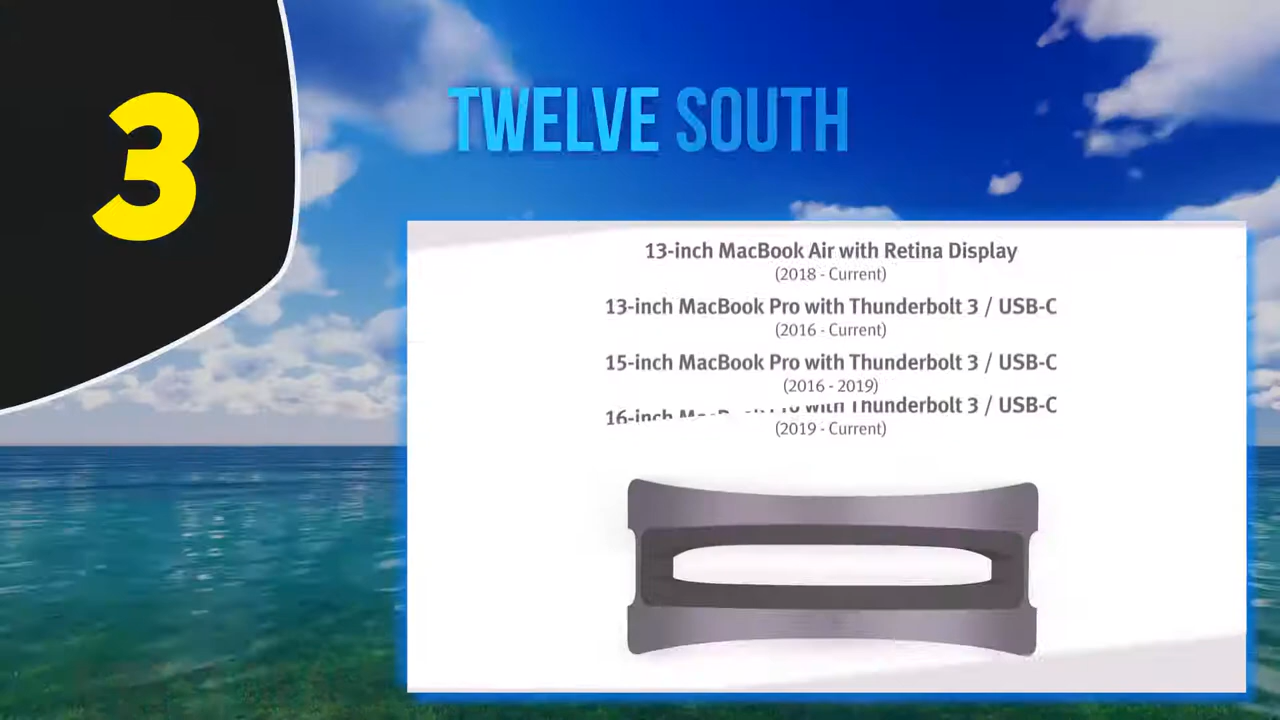 3
TWELVE SOUTH
13-inch MacBook Air with Retina Display
(2018 - Current)
13-inch MacBook Pro with Thunderbolt 3 / USB-C
(2016 - Current)
15-inch MacBook Pro with Thunderbolt 3 / USB-C
(2016 - 2019)
16-inch MacBook Pro with Thunderbolt 3 / USB-C
(2019 - Current)